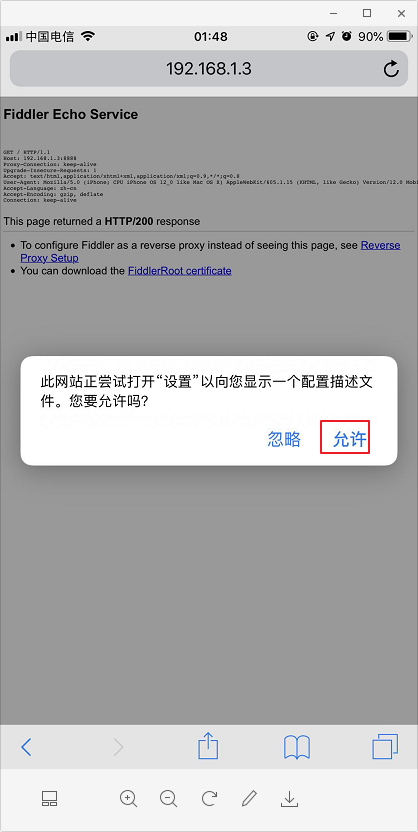 中国电信 01:48 90%
192.168.1.3
Fiddler Echo Service
GET / HTTP/1.1
Host: 192.168.1.3:8888
Proxy-Connection: keep-alive
Upgrade-Insecure-Requests: 1
Accept: text/html,application/xhtml+xml,application/xml;q=0.9,*/*;q=0.8
User-Agent: Mozilla/5.0 (iPhone; CPU iPhone OS 12_0 like Mac OS X) AppleWebKit/605.1.15 (KHTML, like Gecko) Version/12.0 Mobi
Accept-Language: zh-cn
Accept-Encoding: gzip, deflate
Connection: keep-alive
This page returned a HTTP/200 response
To configure Fiddler as a reverse proxy instead of seeing this page, see Reverse
Proxy Setup
You can download the FiddlerRoot certificate
此网站正尝试打开“设置”以向您显示一个配置描述文
件。您要允许吗?
忽略 允许